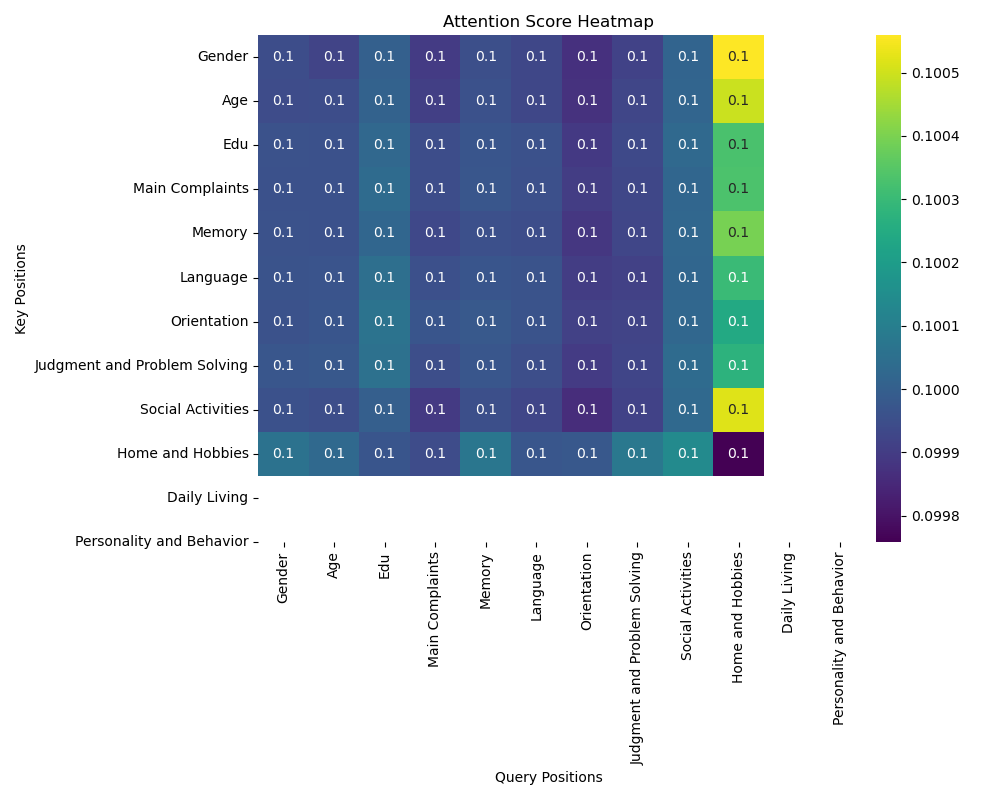 Attention Score Heatmap
Key Positions
Gender 0.1 0.1 0.1 0.1 0.1 0.1 0.1 0.1 0.1 0.1
Age 0.1 0.1 0.1 0.1 0.1 0.1 0.1 0.1 0.1 0.1
Edu 0.1 0.1 0.1 0.1 0.1 0.1 0.1 0.1 0.1 0.1
Main Complaints 0.1 0.1 0.1 0.1 0.1 0.1 0.1 0.1 0.1 0.1
Memory 0.1 0.1 0.1 0.1 0.1 0.1 0.1 0.1 0.1 0.1
Language 0.1 0.1 0.1 0.1 0.1 0.1 0.1 0.1 0.1 0.1
Orientation 0.1 0.1 0.1 0.1 0.1 0.1 0.1 0.1 0.1 0.1
Judgment and Problem Solving 0.1 0.1 0.1 0.1 0.1 0.1 0.1 0.1 0.1 0.1
Social Activities 0.1 0.1 0.1 0.1 0.1 0.1 0.1 0.1 0.1 0.1
Home and Hobbies 0.1 0.1 0.1 0.1 0.1 0.1 0.1 0.1 0.1 0.1
Daily Living
Personality and Behavior
Gender
Age
Edu
Main Complaints
Memory
Language
Orientation
Judgment and Problem Solving
Social Activities
Home and Hobbies
Daily Living
Personality and Behavior
Query Positions
0.1005
0.1004
0.1003
0.1002
0.1001
0.1000
0.0999
0.0998